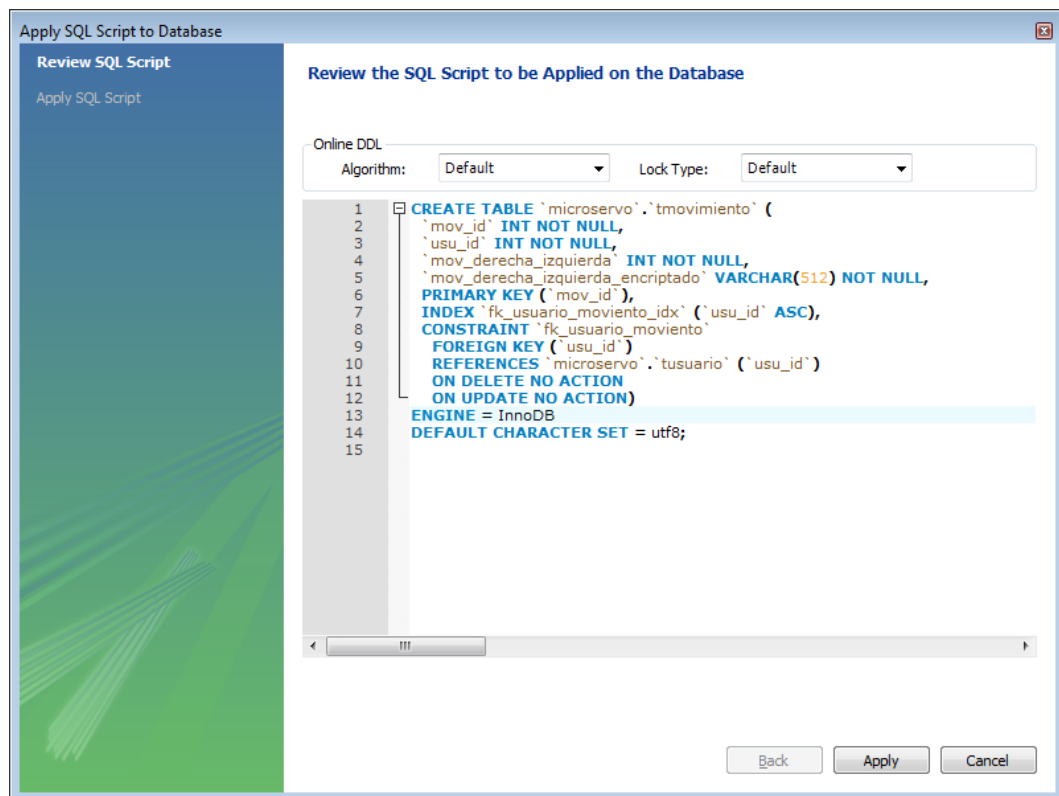 Apply SQL Script to Database
Review SQL Script
Apply SQL Script
Review the SQL Script to be Applied on the Database
Online DDL
Algorithm: Default Lock Type: Default
1 CREATE TABLE `microservo`.`tmovimiento` (
2 `mov_id` INT NOT NULL,
3 `usu_id` INT NOT NULL,
4 `mov_derecha_izquierda` INT NOT NULL,
5 `mov_derecha_izquierda_encriptado` VARCHAR(512) NOT NULL,
6 PRIMARY KEY (`mov_id`),
7 INDEX `fk_usuario_moviento_idx` (`usu_id` ASC),
8 CONSTRAINT `fk_usuario_moviento`
9 FOREIGN KEY (`usu_id`)
10 REFERENCES `microservo`.`tusuario` (`usu_id`)
11 ON DELETE NO ACTION
12 ON UPDATE NO ACTION)
13 ENGINE = InnoDB
14 DEFAULT CHARACTER SET = utf8;
15
Back Apply Cancel